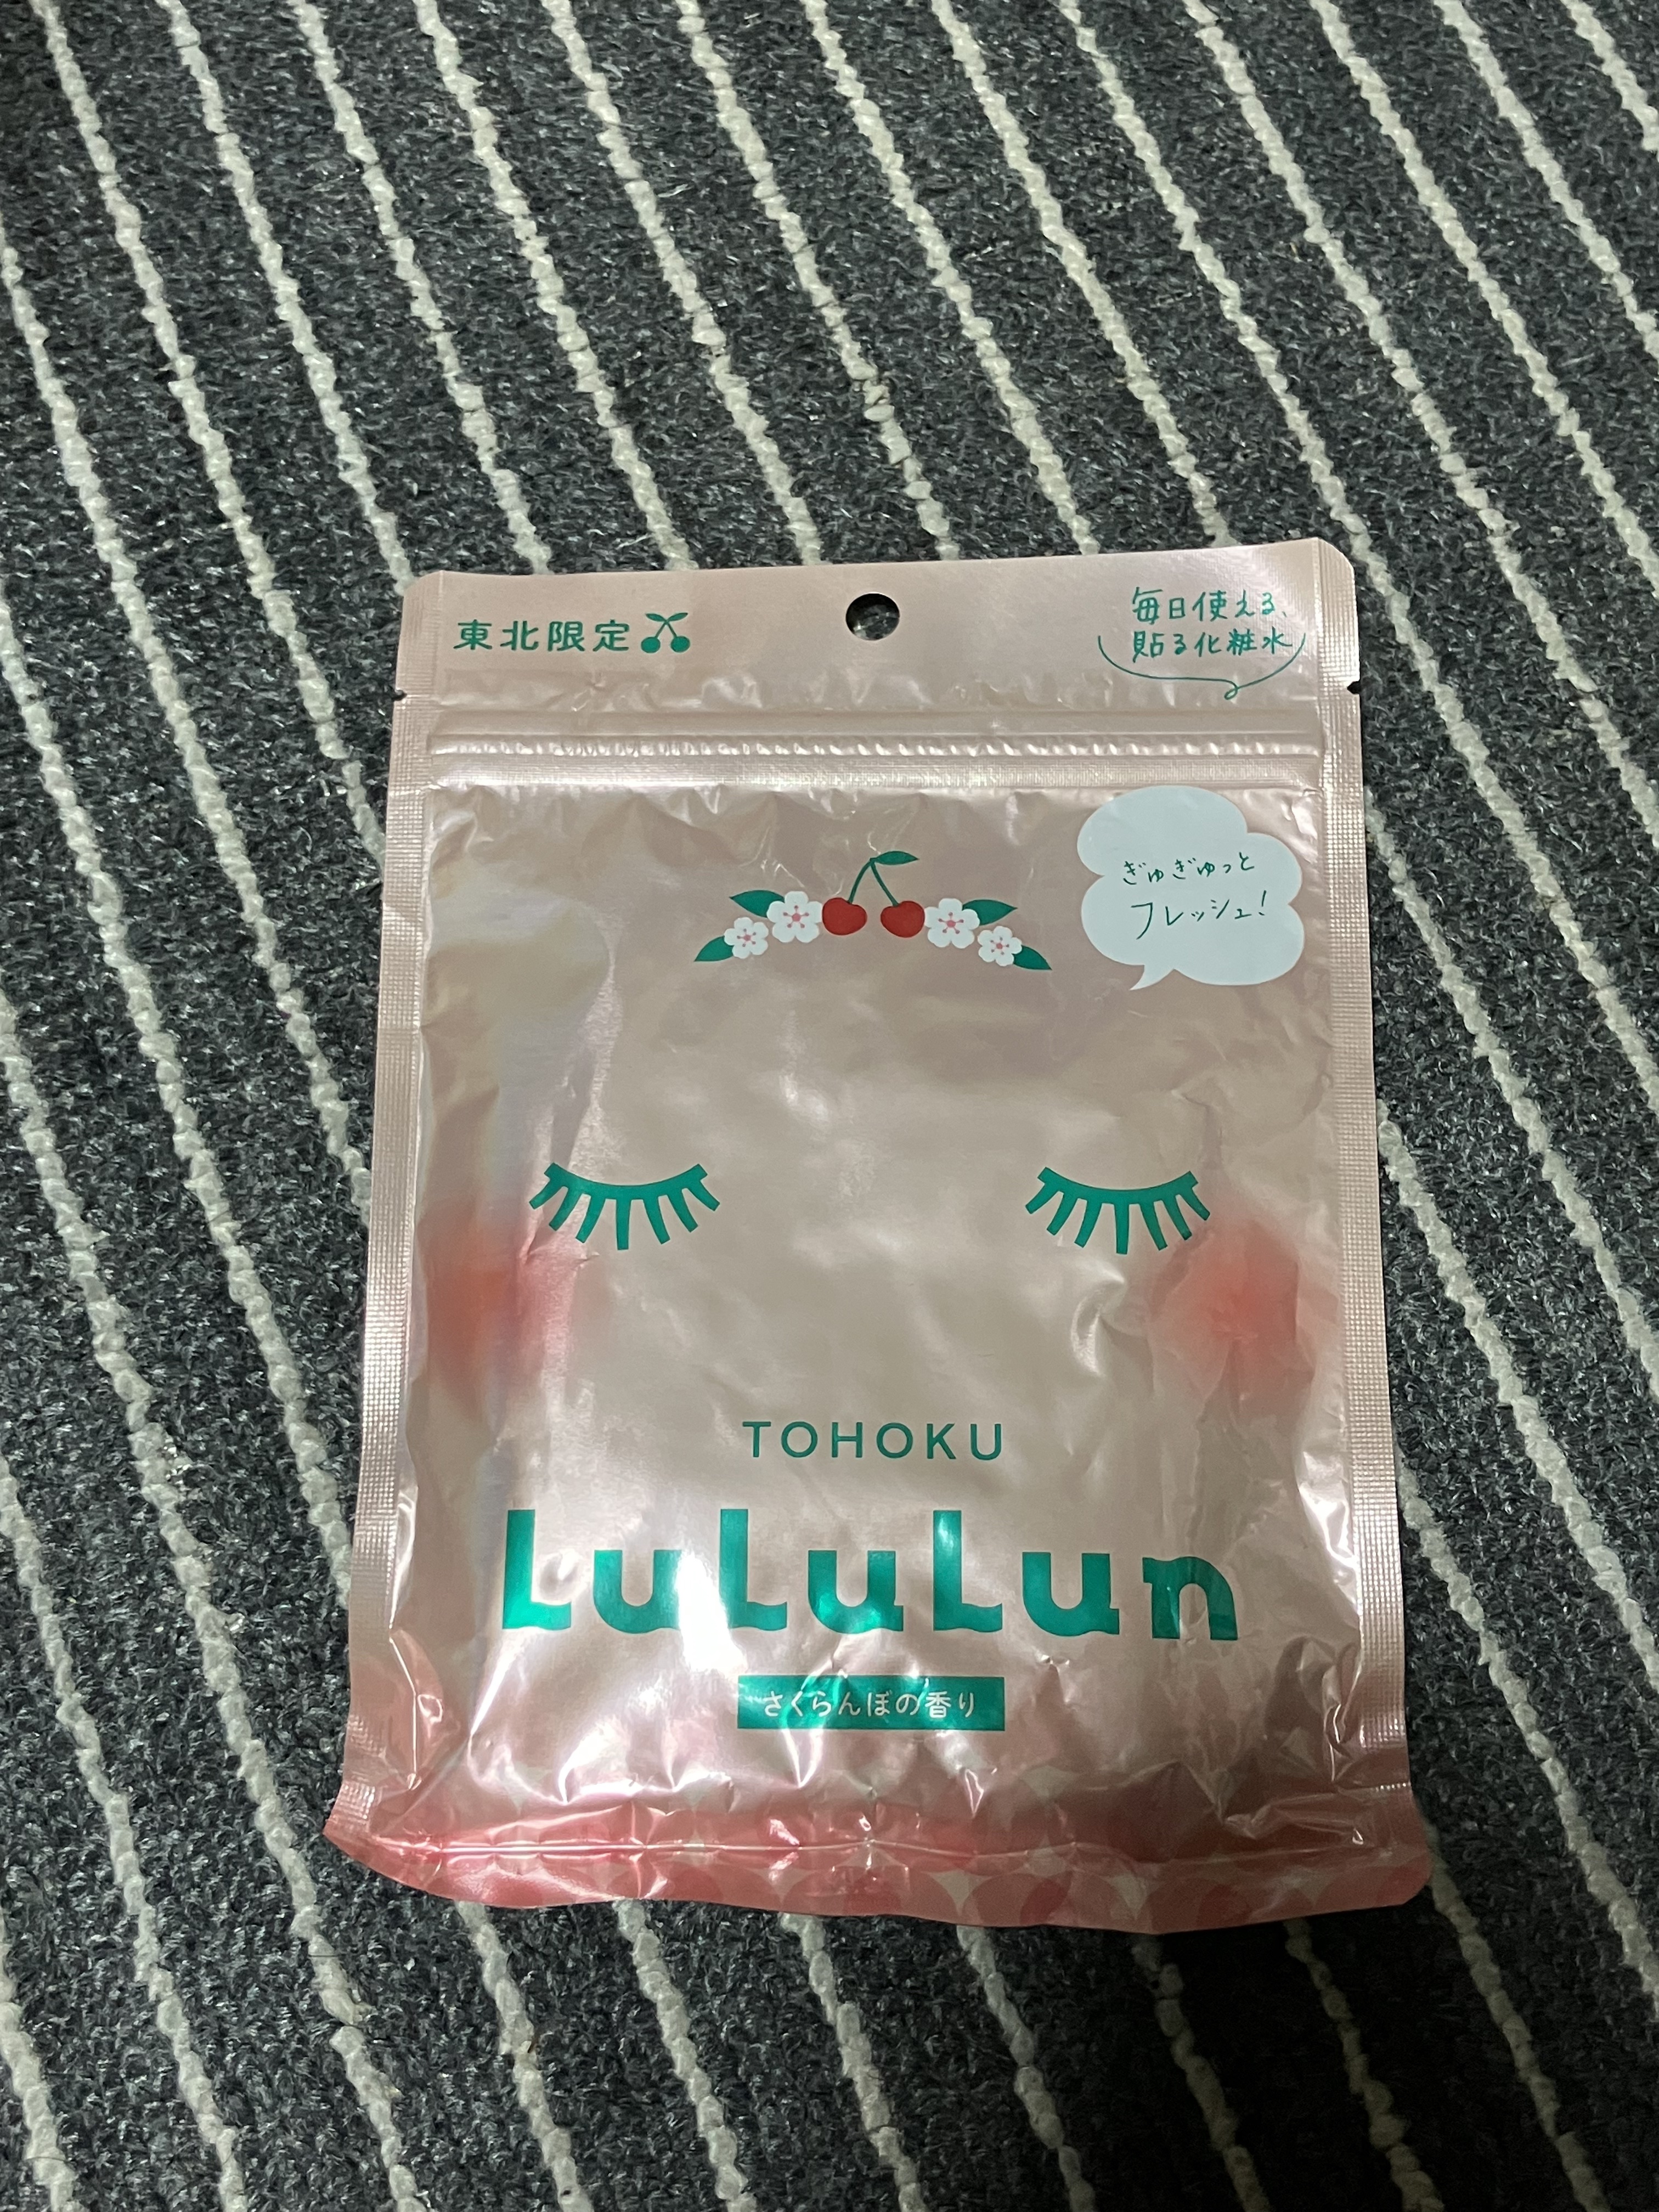 東北限定
毎日使える、
貼る化粧水
ぎゅぎゅっと
フレッシュ!
TOHOKU
LuLuLun
さくらんぼの香り